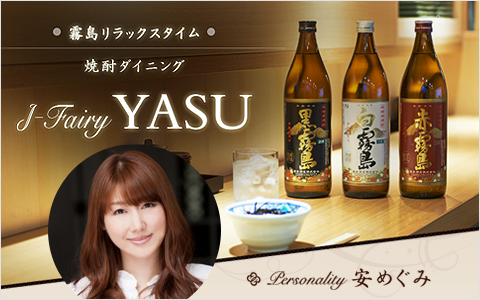 霧島リラックスタイム
焼酎ダイニング
J-Fairy YASU
黒霧島
白霧島
赤霧島
Personality 安めぐみ